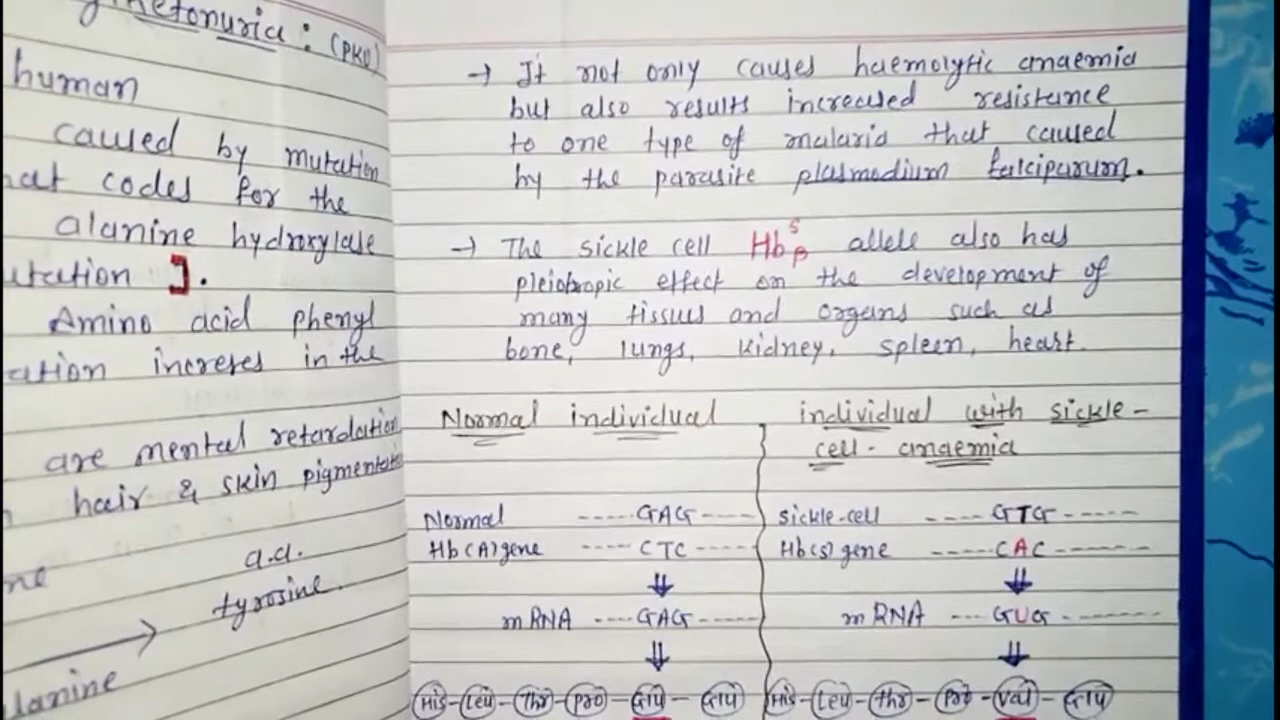 Ketonuria : (PKU)
human
caused by mutation
hat codes for the
alanine hydroxylase
utation ].
Amino acid phenyl
ation increses in the
are mental retardation
hair & skin pigmentati
a.a.
tyrosine.
lanine
→ It not only causes haemolytic anaemia
but also results increased resistance
to one type of malaria that caused
by the parasite plasmodium falciparum.
→ The sickle cell Hb^S_β allele also has
pleiotropic effect on the development of
many tissues and organs such as
bone, lungs, kidney, spleen, heart.
Normal individual
individual with sickle-
cell-anaemia
Normal ---- GAG ----
Hb(A) gene ---- CTC ----
⇓
mRNA ---- GAG ----
⇓
His-Leu-Thr-Pro-Glu-Glu
sickle-cell ---- GTG ----
Hb(s) gene ---- CAC ----
⇓
mRNA ---- GUG ----
⇓
His-Leu-thr-Pro-Val-Glu